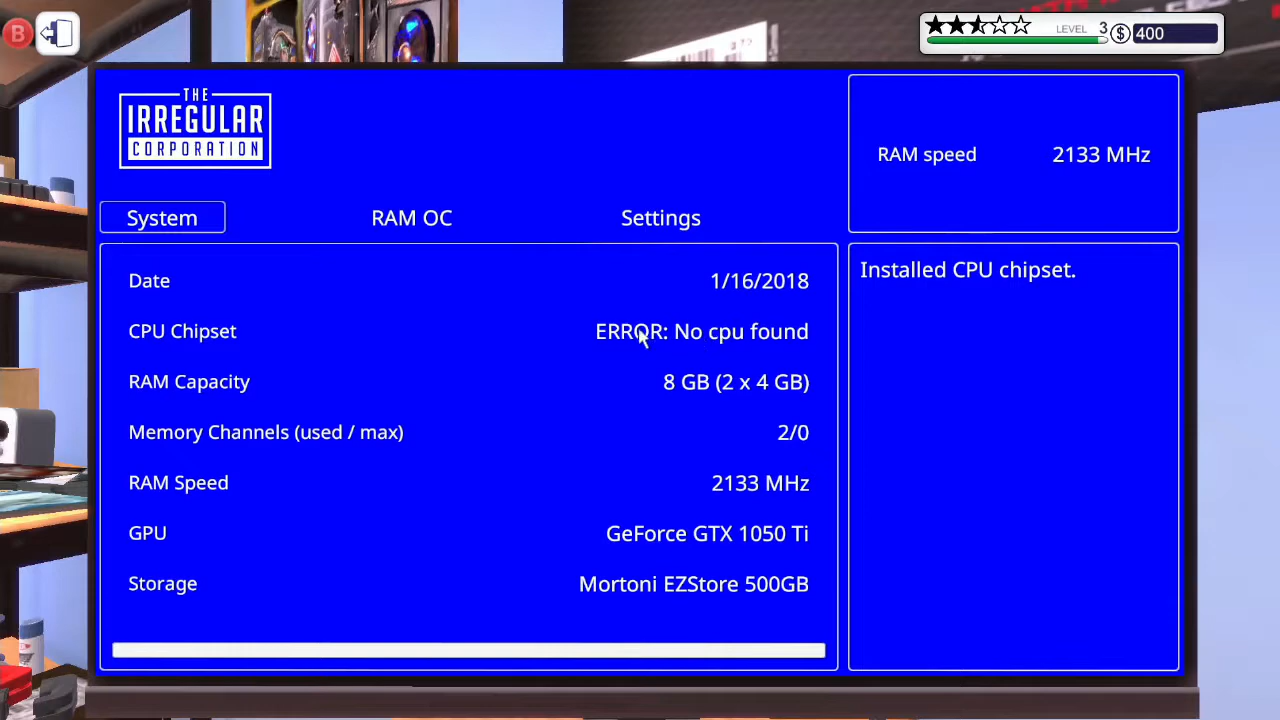 B
LEVEL 3 $ 400
THE
IRREGULAR
CORPORATION
RAM speed 2133 MHz
System RAM OC Settings
Installed CPU chipset.
Date 1/16/2018
CPU Chipset ERROR: No cpu found
RAM Capacity 8 GB (2 x 4 GB)
Memory Channels (used / max) 2/0
RAM Speed 2133 MHz
GPU GeForce GTX 1050 Ti
Storage Mortoni EZStore 500GB